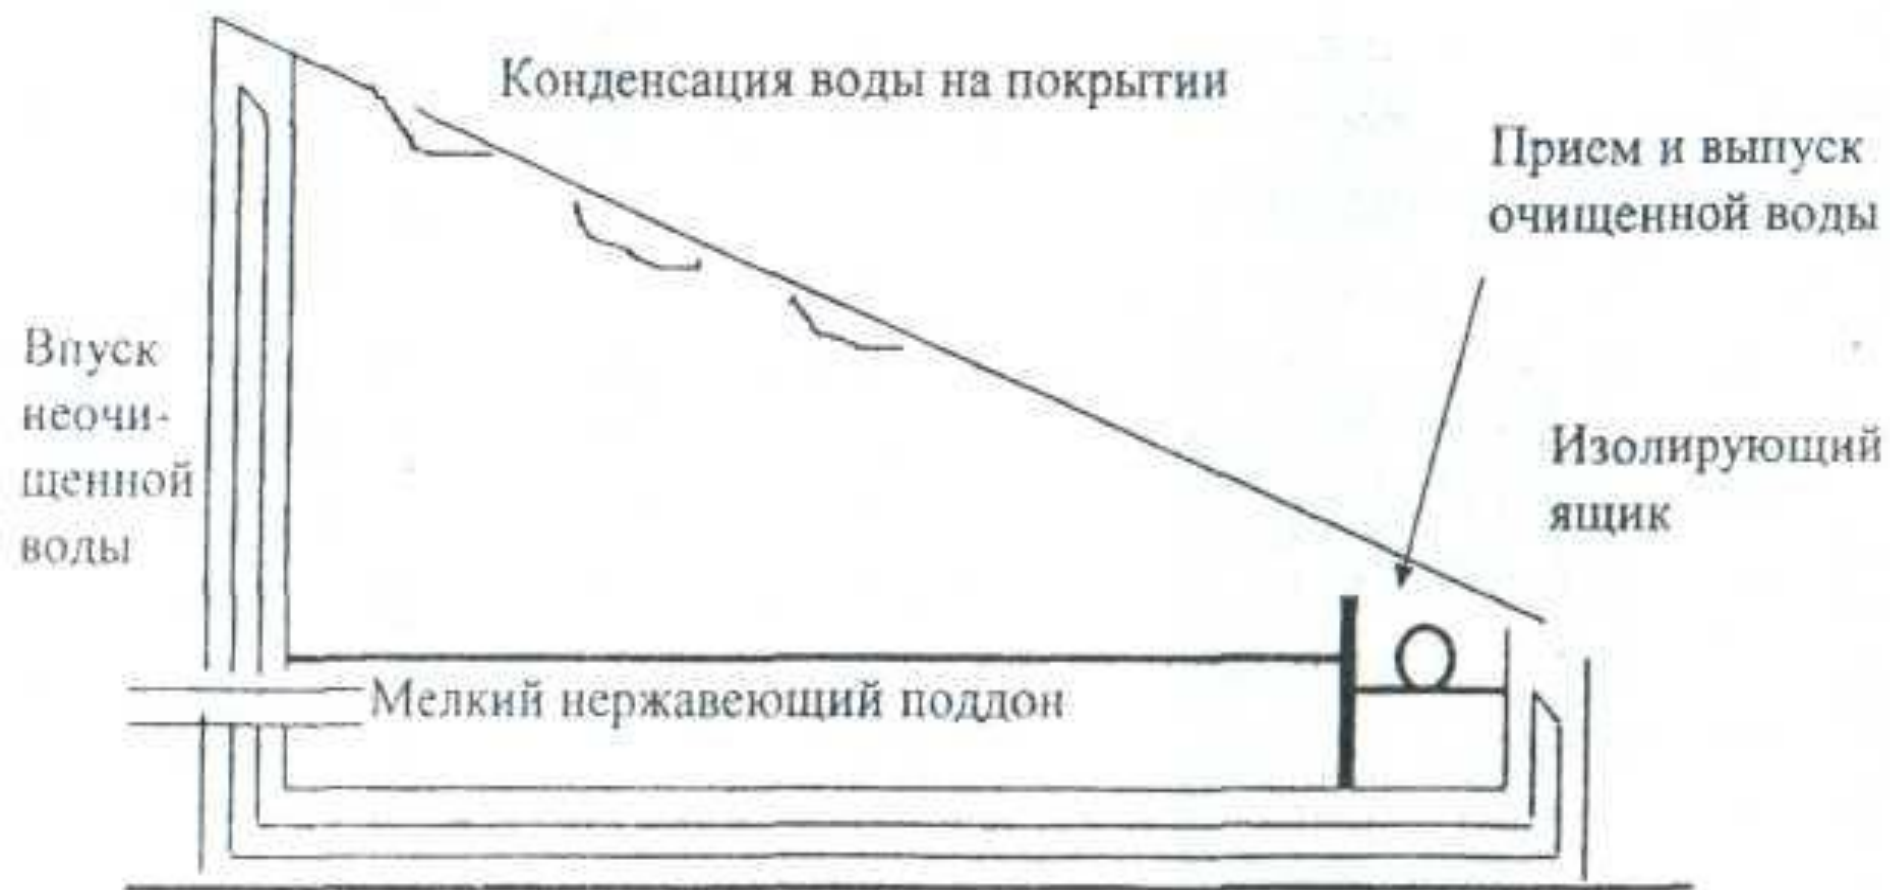 Конденсация воды на покрытии
Прием и выпуск
очищенной воды
Впуск
неочи-
щенной
воды
Изолирующий
ящик
Мелкий нержавеющий поддон